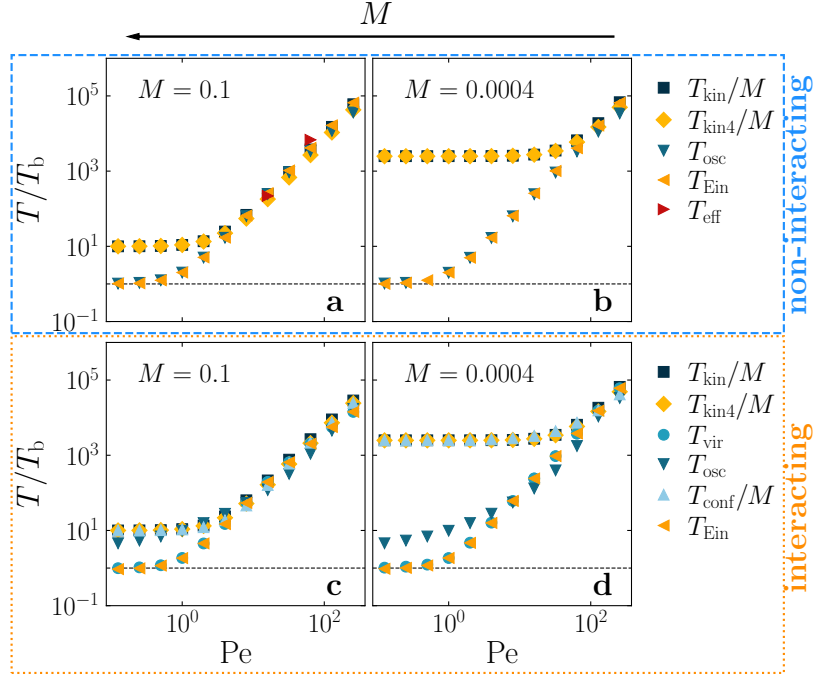 M
M = 0.1
M = 0.0004
T/T_b
10^5
10^3
10^1
10^{-1}
a
b
T_kin/M
T_kin4/M
T_osc
T_Ein
T_eff
non-interacting
M = 0.1
M = 0.0004
T/T_b
10^5
10^3
10^1
10^{-1}
c
d
T_kin/M
T_kin4/M
T_vir
T_osc
T_conf/M
T_Ein
interacting
10^0
10^2
10^0
10^2
Pe
Pe